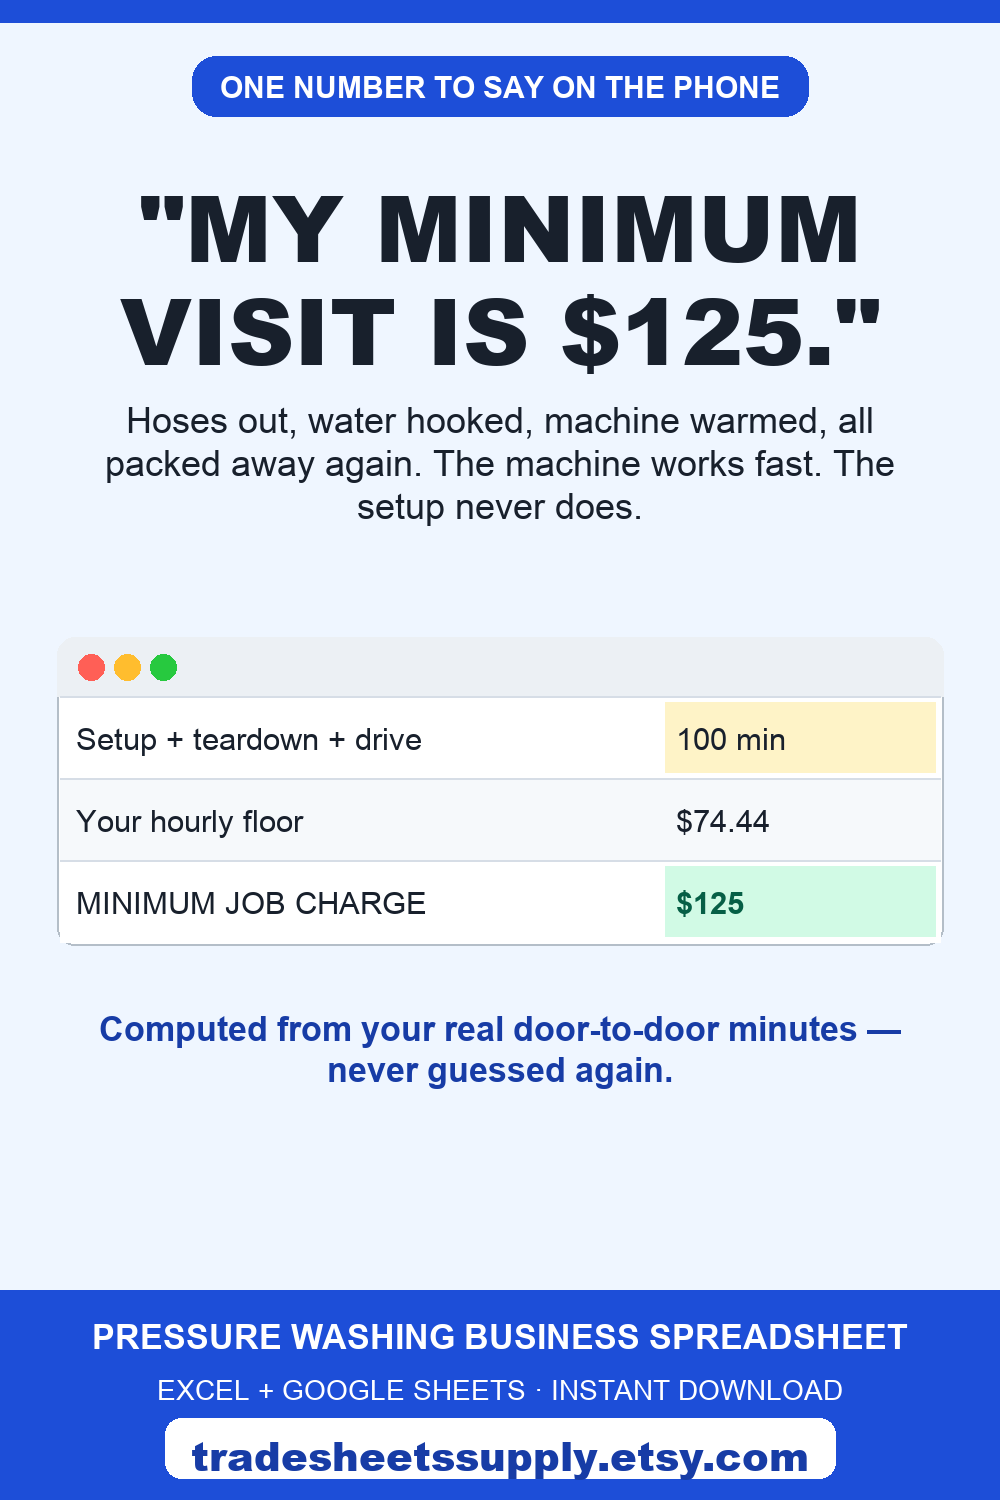 ONE NUMBER TO SAY ON THE PHONE
"MY MINIMUM
VISIT IS $125."
Hoses out, water hooked, machine warmed, all
packed away again. The machine works fast. The
setup never does.
Setup + teardown + drive 100 min
Your hourly floor $74.44
MINIMUM JOB CHARGE $125
Computed from your real door-to-door minutes —
never guessed again.
PRESSURE WASHING BUSINESS SPREADSHEET
EXCEL + GOOGLE SHEETS · INSTANT DOWNLOAD
tradesheetssupply.etsy.com